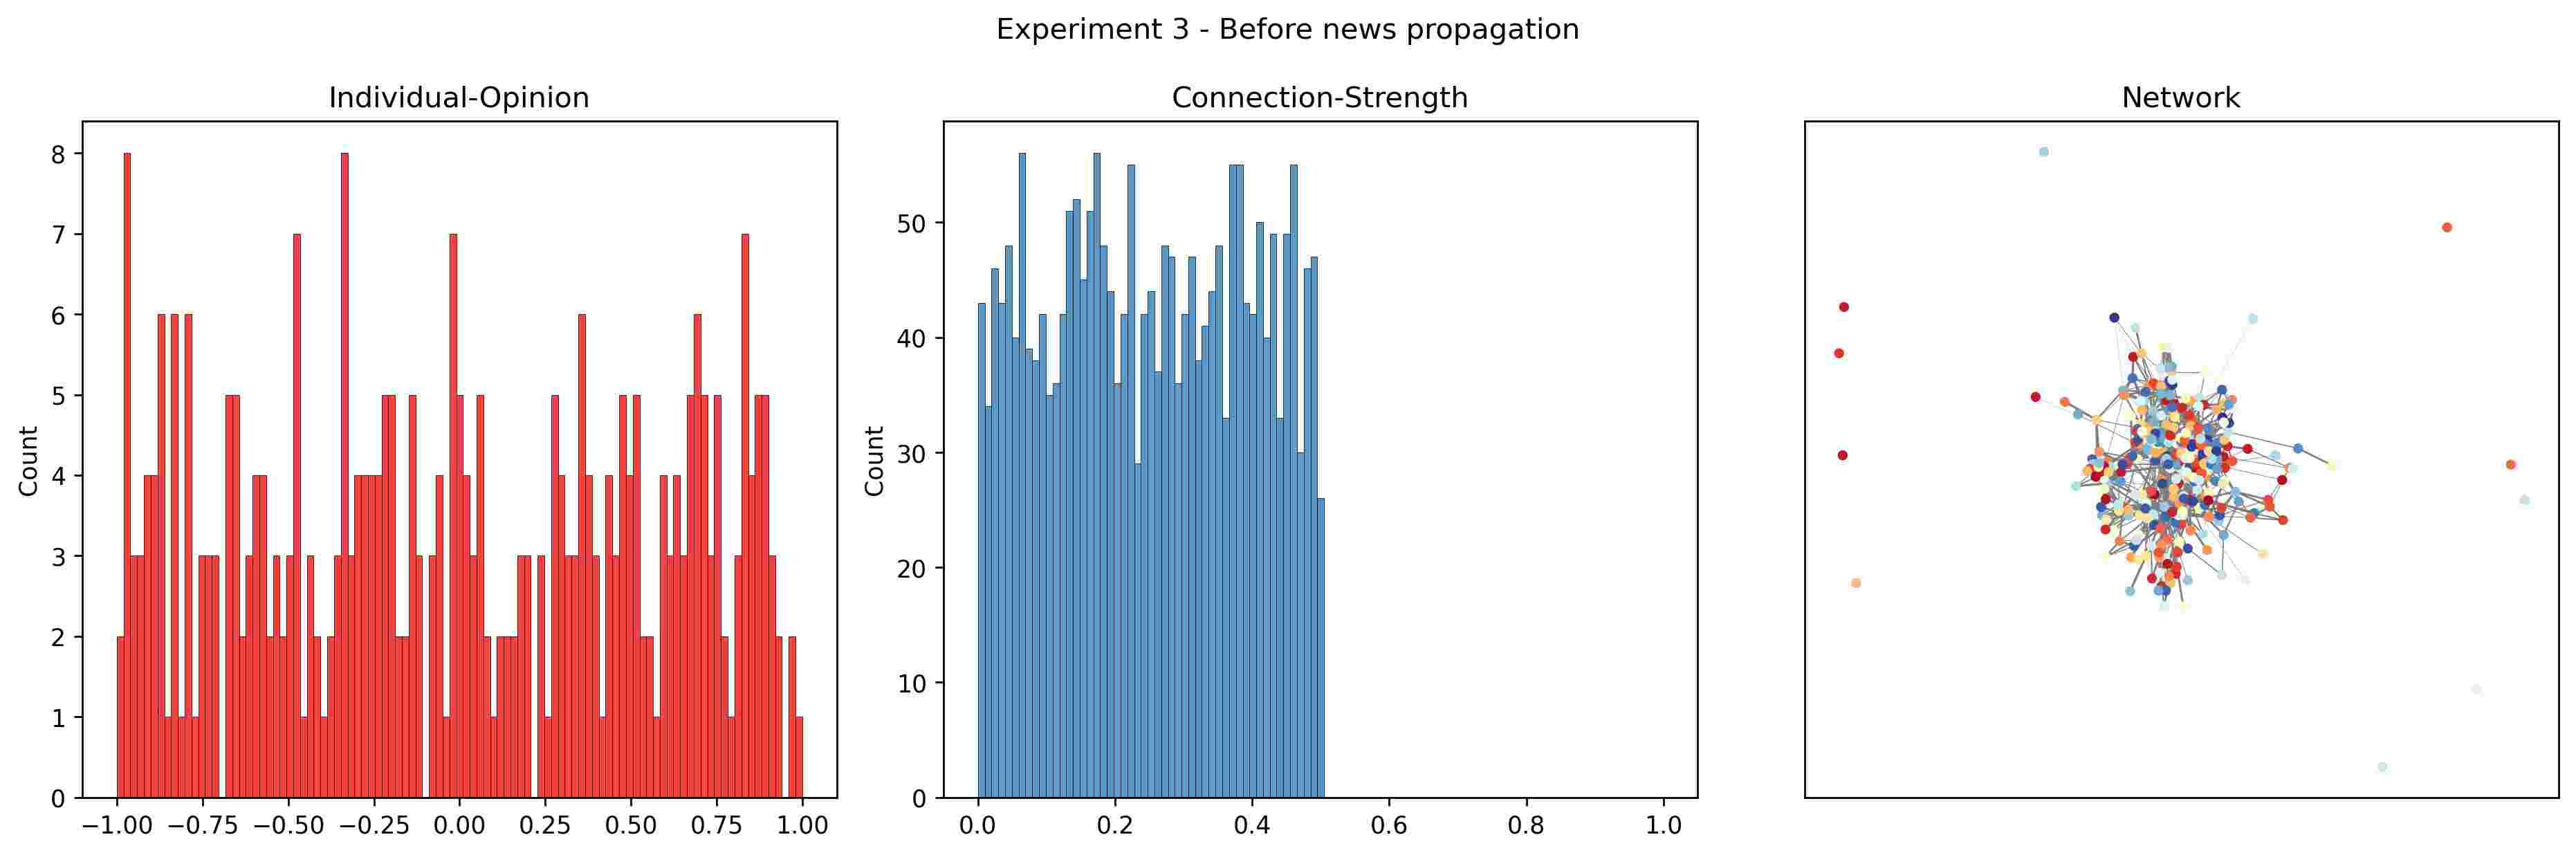 Experiment 3 - Before news propagation
Individual-Opinion
Count
8
7
6
5
4
3
2
1
0
−1.00 −0.75 −0.50 −0.25 0.00 0.25 0.50 0.75 1.00
Connection-Strength
Count
50
40
30
20
10
0
0.0 0.2 0.4 0.6 0.8 1.0
Network